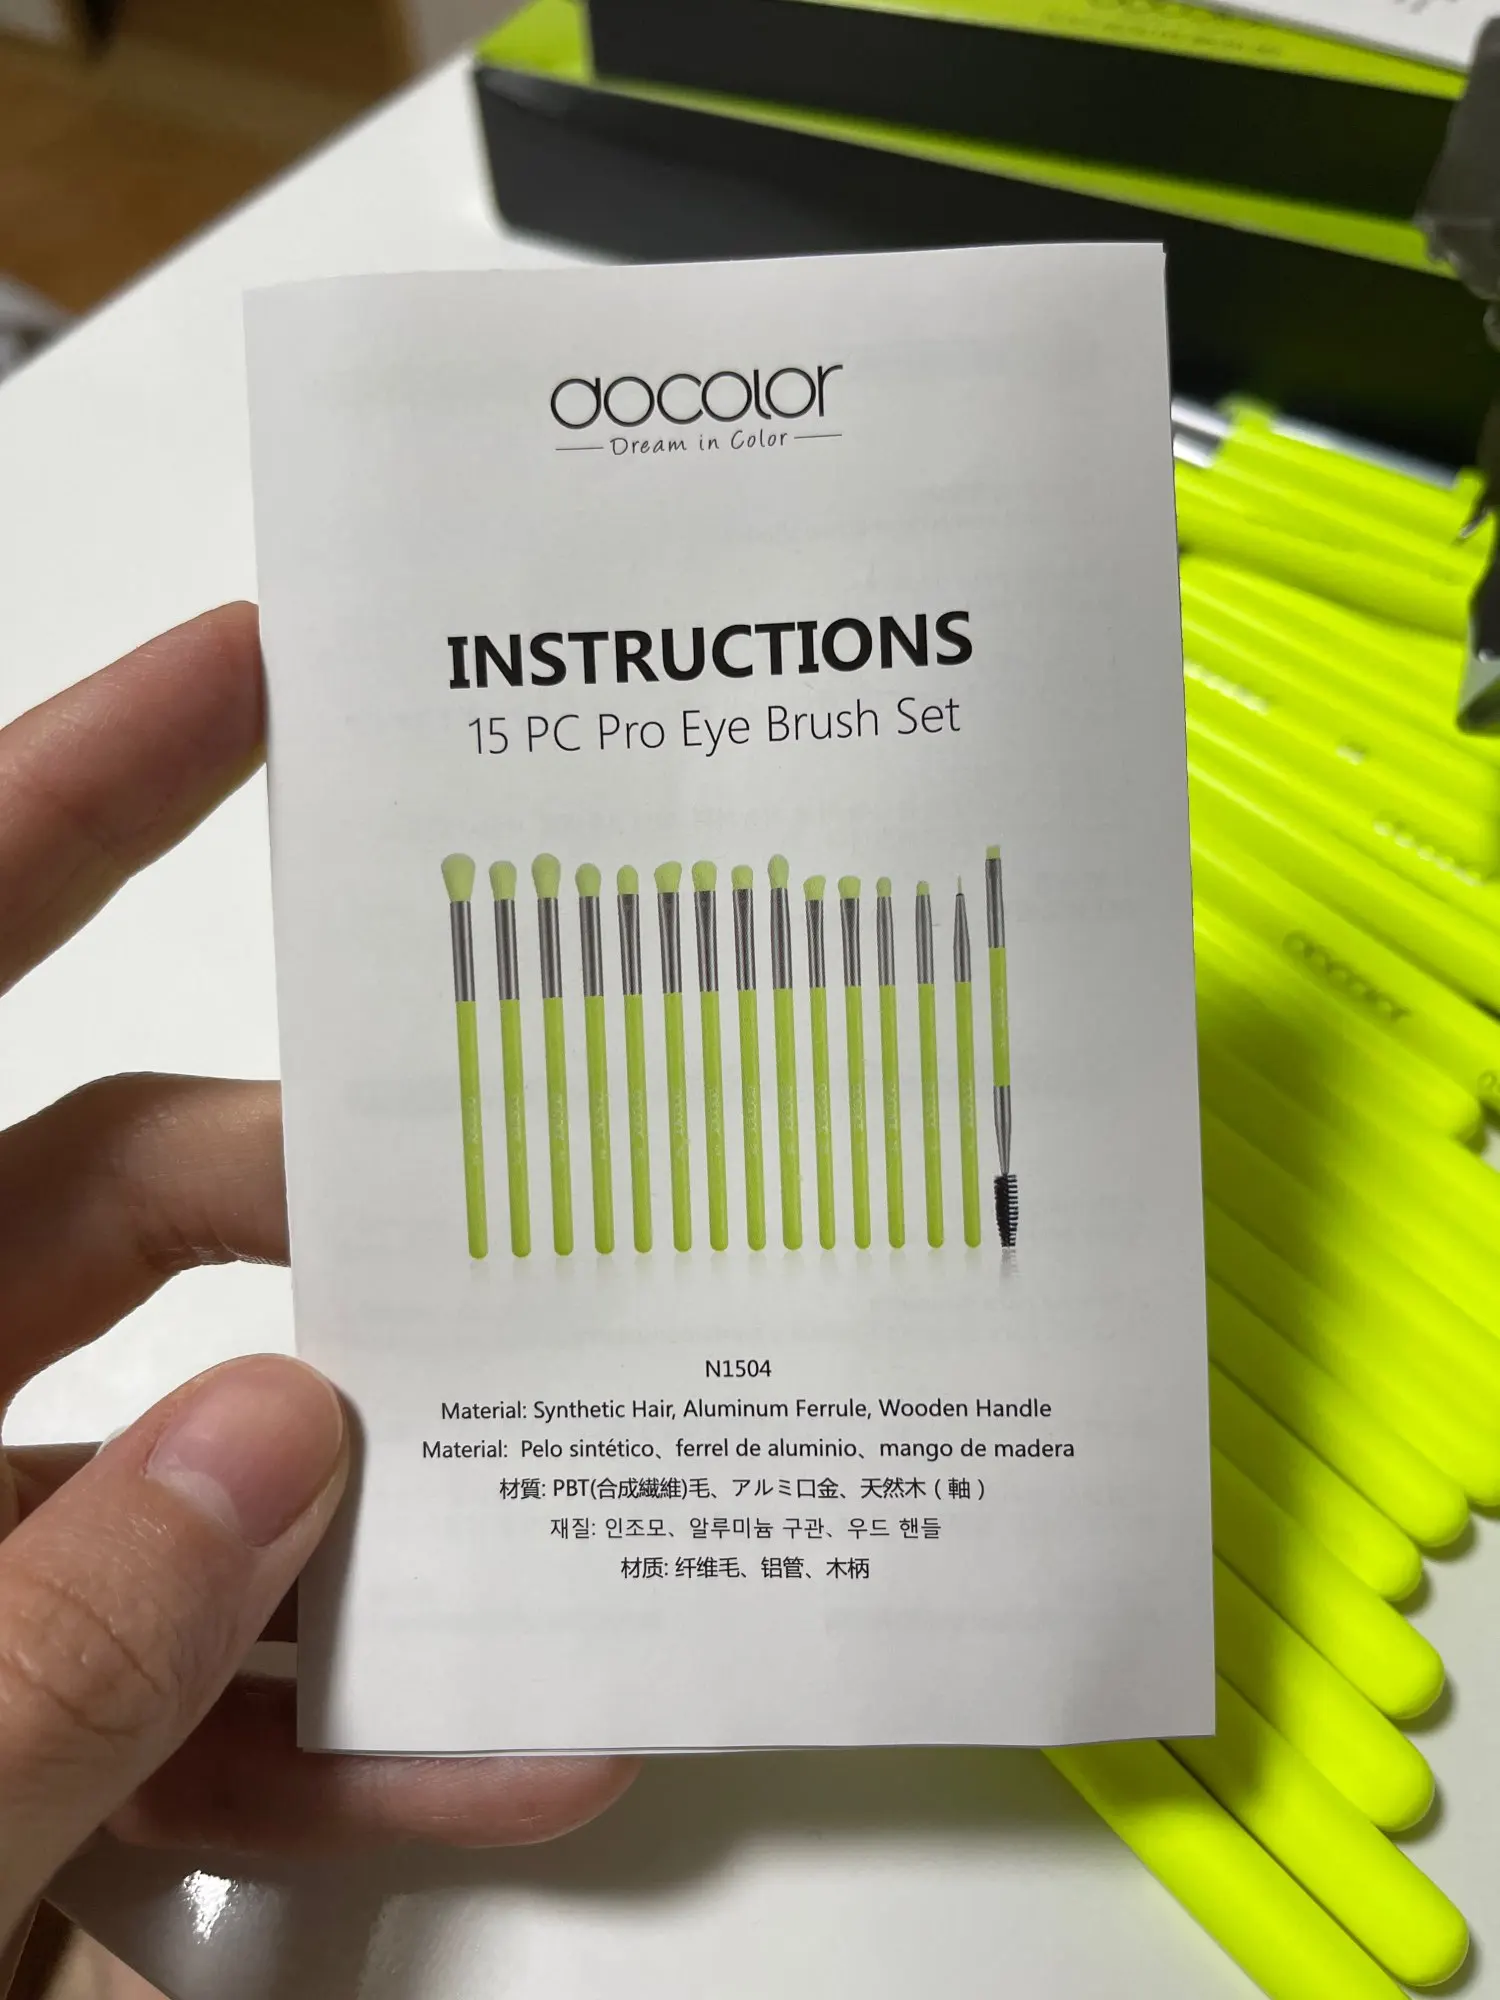 docolor
Dream in Color
INSTRUCTIONS
15 PC Pro Eye Brush Set
N1504
Material: Synthetic Hair, Aluminum Ferrule, Wooden Handle
Material: Pelo sintético、ferrel de aluminio、mango de madera
材質: PBT(合成繊維)毛、アルミ口金、天然木（軸）
재질: 인조모、알루미늄 구관、우드 핸들
材质: 纤维毛、铝管、木柄
docolor